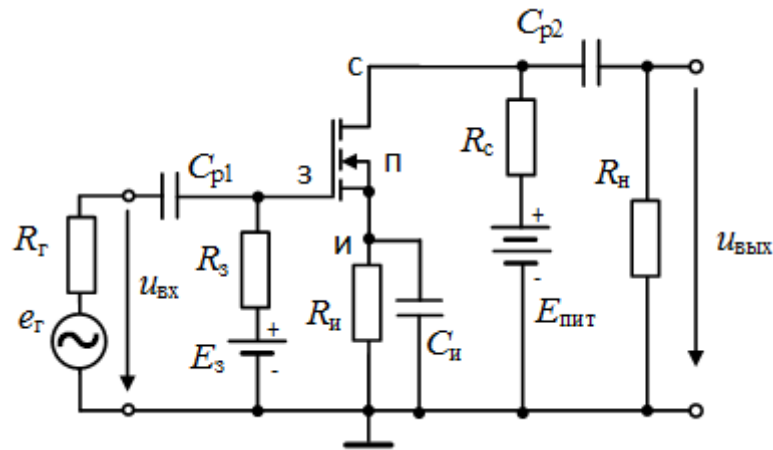 Cр2
С
Rс
П
Rн
Cр1
З
Rг
uвх
Rз
И
+
-
uвых
eг
Eз
+
-
Rи
Cи
Eпит